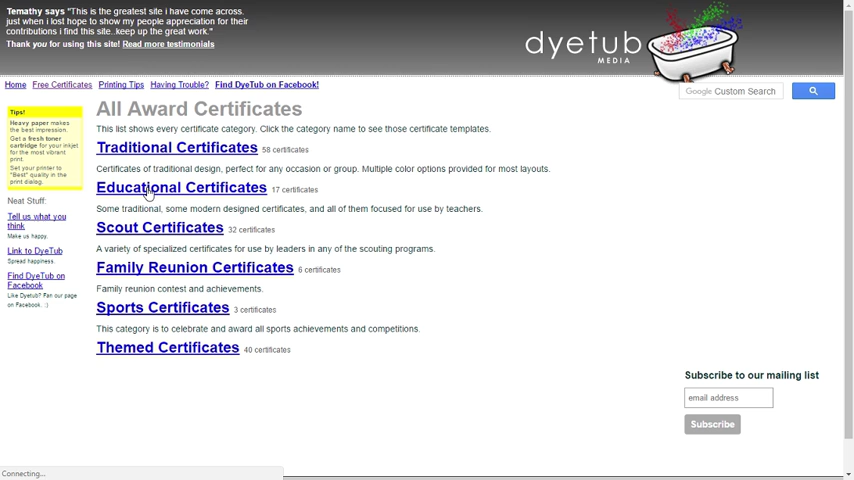 Temathy says "This is the greatest site i have come across.
just when i lost hope to show my people appreciation for their
contributions i find this site..keep up the great work."
Thank you for using this site! Read more testimonials
dyetub
MEDIA
Home Free Certificates Printing Tips Having Trouble? Find DyeTub on Facebook!
Google Custom Search
Tips!
Heavy paper makes
the best impression.
Get a fresh toner
cartridge for your inkjet
for the most vibrant
print.
Set your printer to
"Best" quality in the
print dialog.
Neat Stuff:
Tell us what you
think
Make us happy.
Link to DyeTub
Spread happiness.
Find DyeTub on
Facebook
Like Dyetub? Fan our page
on Facebook. :)
All Award Certificates
This list shows every certificate category. Click the category name to see those certificate templates.
Traditional Certificates 58 certificates
Certificates of traditional design, perfect for any occasion or group. Multiple color options provided for most layouts.
Educational Certificates 17 certificates
Some traditional, some modern designed certificates, and all of them focused for use by teachers.
Scout Certificates 32 certificates
A variety of specialized certificates for use by leaders in any of the scouting programs.
Family Reunion Certificates 6 certificates
Family reunion contest and achievements.
Sports Certificates 3 certificates
This category is to celebrate and award all sports achievements and competitions.
Themed Certificates 40 certificates
Subscribe to our mailing list
email address
Subscribe
Connecting...